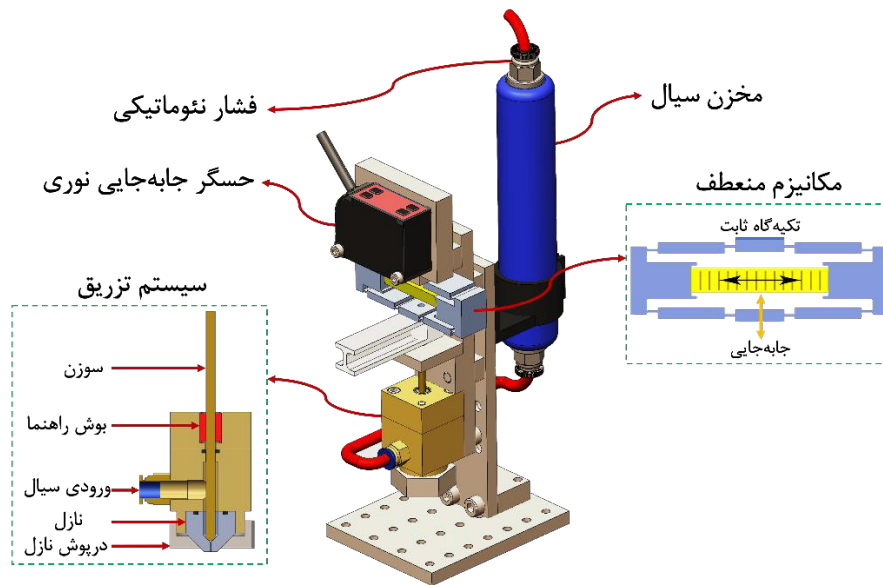 فشار نئوماتیکی
مخزن سیال
حسگر جابه‌جایی نوری
مکانیزم منعطف
تکیه‌گاه ثابت
جابه‌جایی
سیستم تزریق
سوزن
بوش راهنما
ورودی سیال
نازل
درپوش نازل